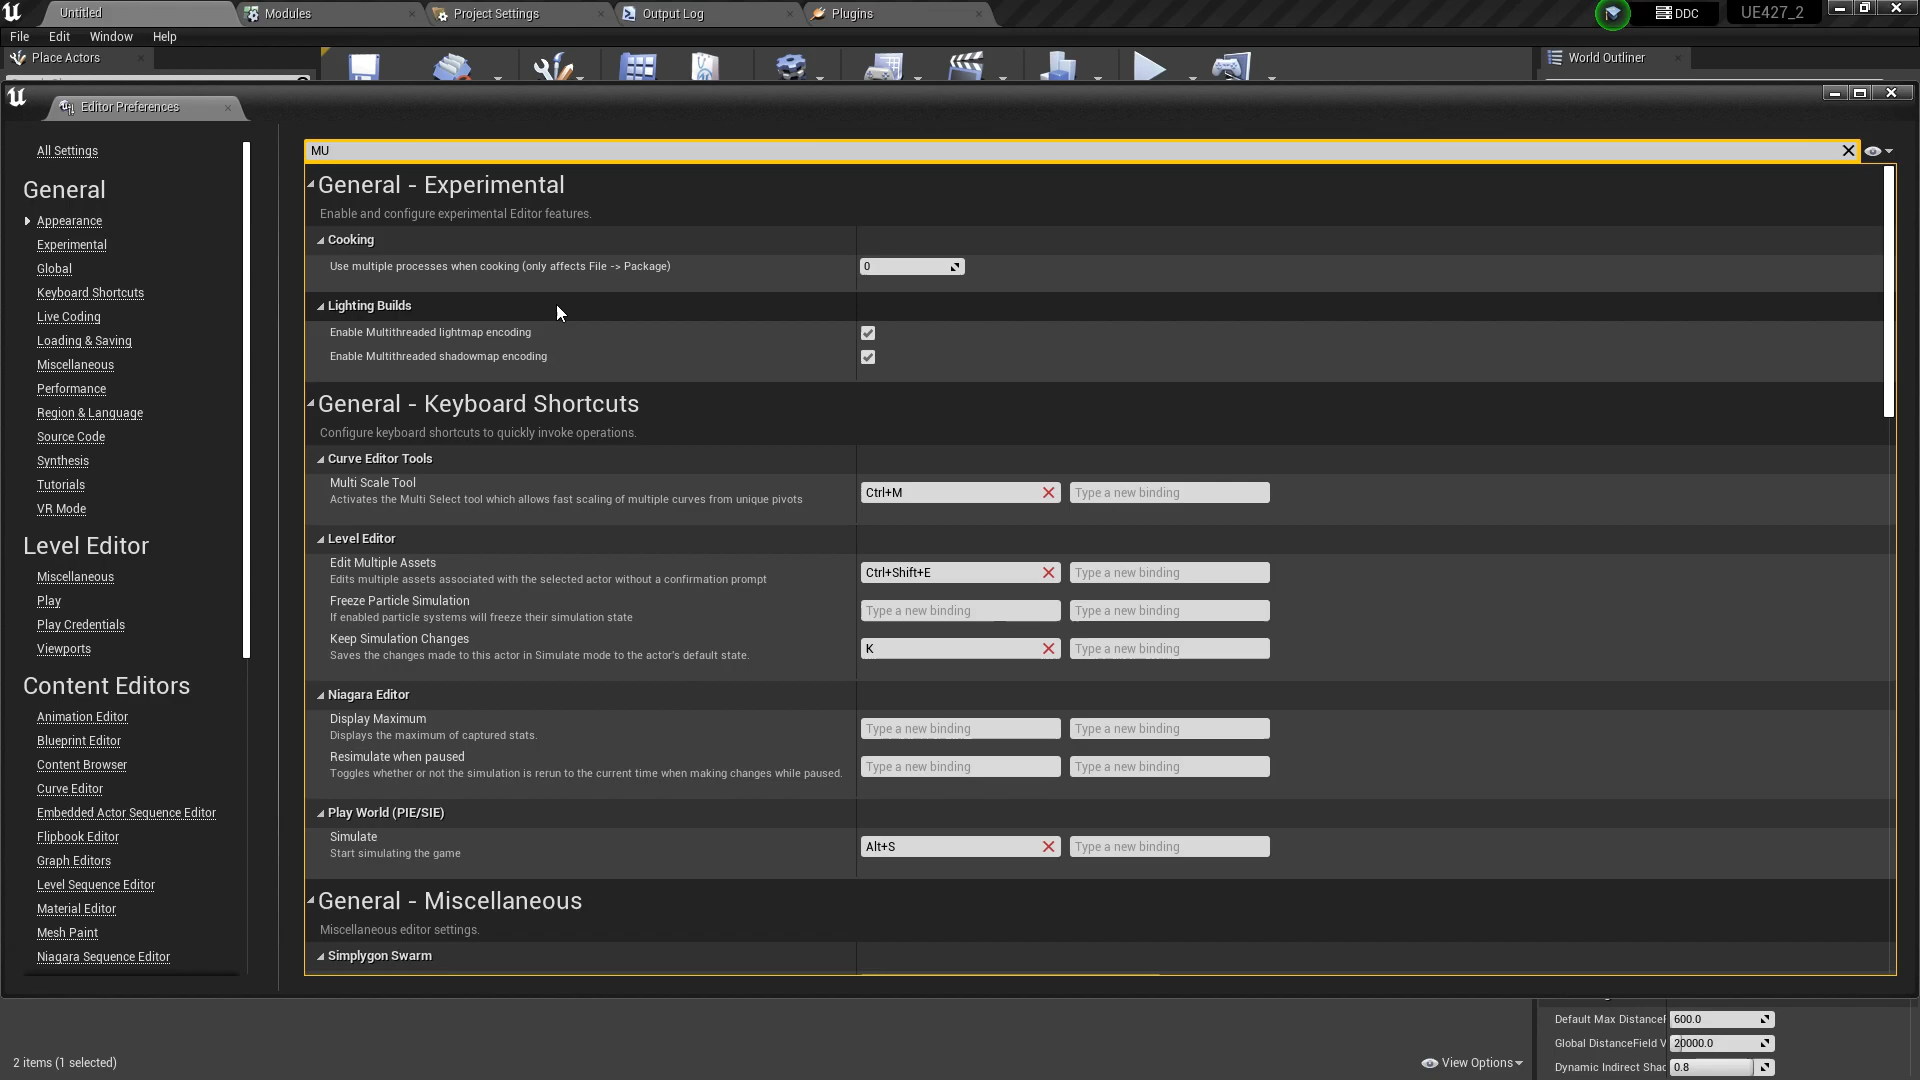 Untitled
Modules
Project Settings
Output Log
Plugins
DDC
UE427_2
File Edit Window Help
Place Actors
World Outliner
Editor Preferences
All Settings
General
Appearance
Experimental
Global
Keyboard Shortcuts
Live Coding
Loading & Saving
Miscellaneous
Performance
Region & Language
Source Code
Synthesis
Tutorials
VR Mode
Level Editor
Miscellaneous
Play
Play Credentials
Viewports
Content Editors
Animation Editor
Blueprint Editor
Content Browser
Curve Editor
Embedded Actor Sequence Editor
Flipbook Editor
Graph Editors
Level Sequence Editor
Material Editor
Mesh Paint
Niagara Sequence Editor
MU
General - Experimental
Enable and configure experimental Editor features.
Cooking
Use multiple processes when cooking (only affects File -> Package) 0
Lighting Builds
Enable Multithreaded lightmap encoding
Enable Multithreaded shadowmap encoding
General - Keyboard Shortcuts
Configure keyboard shortcuts to quickly invoke operations.
Curve Editor Tools
Multi Scale Tool
Activates the Multi Select tool which allows fast scaling of multiple curves from unique pivots
Ctrl+M Type a new binding
Level Editor
Edit Multiple Assets
Edits multiple assets associated with the selected actor without a confirmation prompt
Ctrl+Shift+E Type a new binding
Freeze Particle Simulation
If enabled particle systems will freeze their simulation state
Type a new binding Type a new binding
Keep Simulation Changes
Saves the changes made to this actor in Simulate mode to the actor's default state.
K Type a new binding
Niagara Editor
Display Maximum
Displays the maximum of captured stats.
Type a new binding Type a new binding
Resimulate when paused
Toggles whether or not the simulation is rerun to the current time when making changes while paused.
Type a new binding Type a new binding
Play World (PIE/SIE)
Simulate
Start simulating the game
Alt+S Type a new binding
General - Miscellaneous
Miscellaneous editor settings.
Simplygon Swarm
Default Max DistanceF 600.0
Global DistanceField V 20000.0
Dynamic Indirect Shad 0.8
2 items (1 selected)
View Options